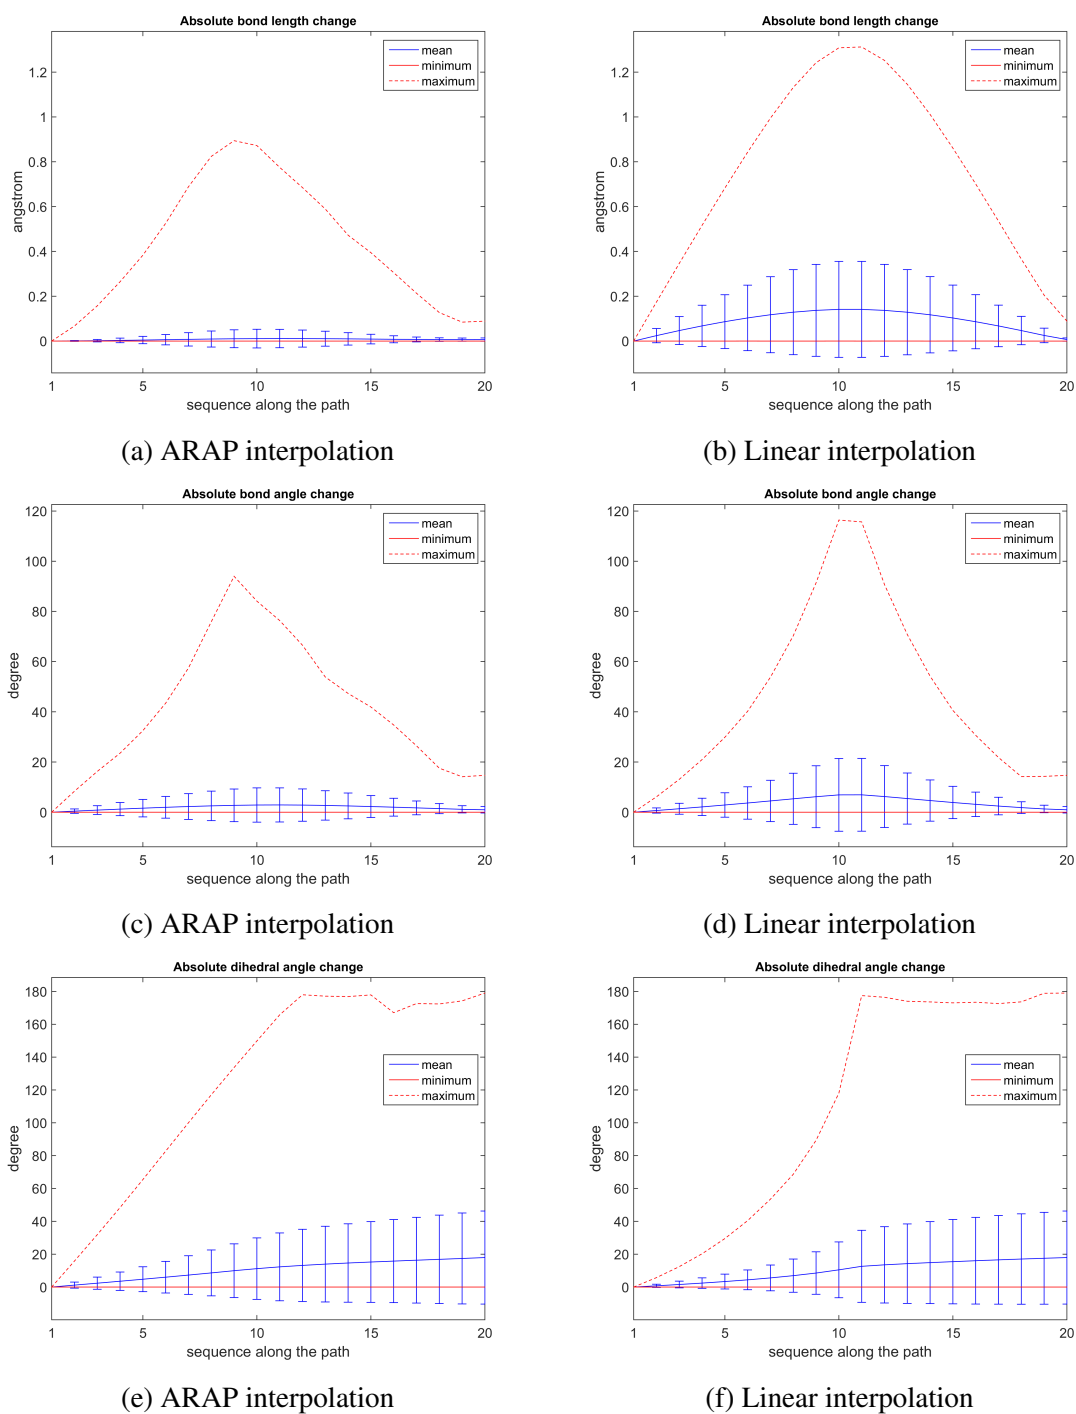 Absolute bond length change
mean
minimum
maximum
1.2
1
0.8
0.6
0.4
0.2
0
angstrom
1 5 10 15 20
sequence along the path
(a) ARAP interpolation
Absolute bond length change
mean
minimum
maximum
1.2
1
0.8
0.6
0.4
0.2
0
angstrom
1 5 10 15 20
sequence along the path
(b) Linear interpolation
Absolute bond angle change
mean
minimum
maximum
120
100
80
60
40
20
0
degree
1 5 10 15 20
sequence along the path
(c) ARAP interpolation
Absolute bond angle change
mean
minimum
maximum
120
100
80
60
40
20
0
degree
1 5 10 15 20
sequence along the path
(d) Linear interpolation
Absolute dihedral angle change
mean
minimum
maximum
180
160
140
120
100
80
60
40
20
0
degree
1 5 10 15 20
sequence along the path
(e) ARAP interpolation
Absolute dihedral angle change
mean
minimum
maximum
180
160
140
120
100
80
60
40
20
0
degree
1 5 10 15 20
sequence along the path
(f) Linear interpolation